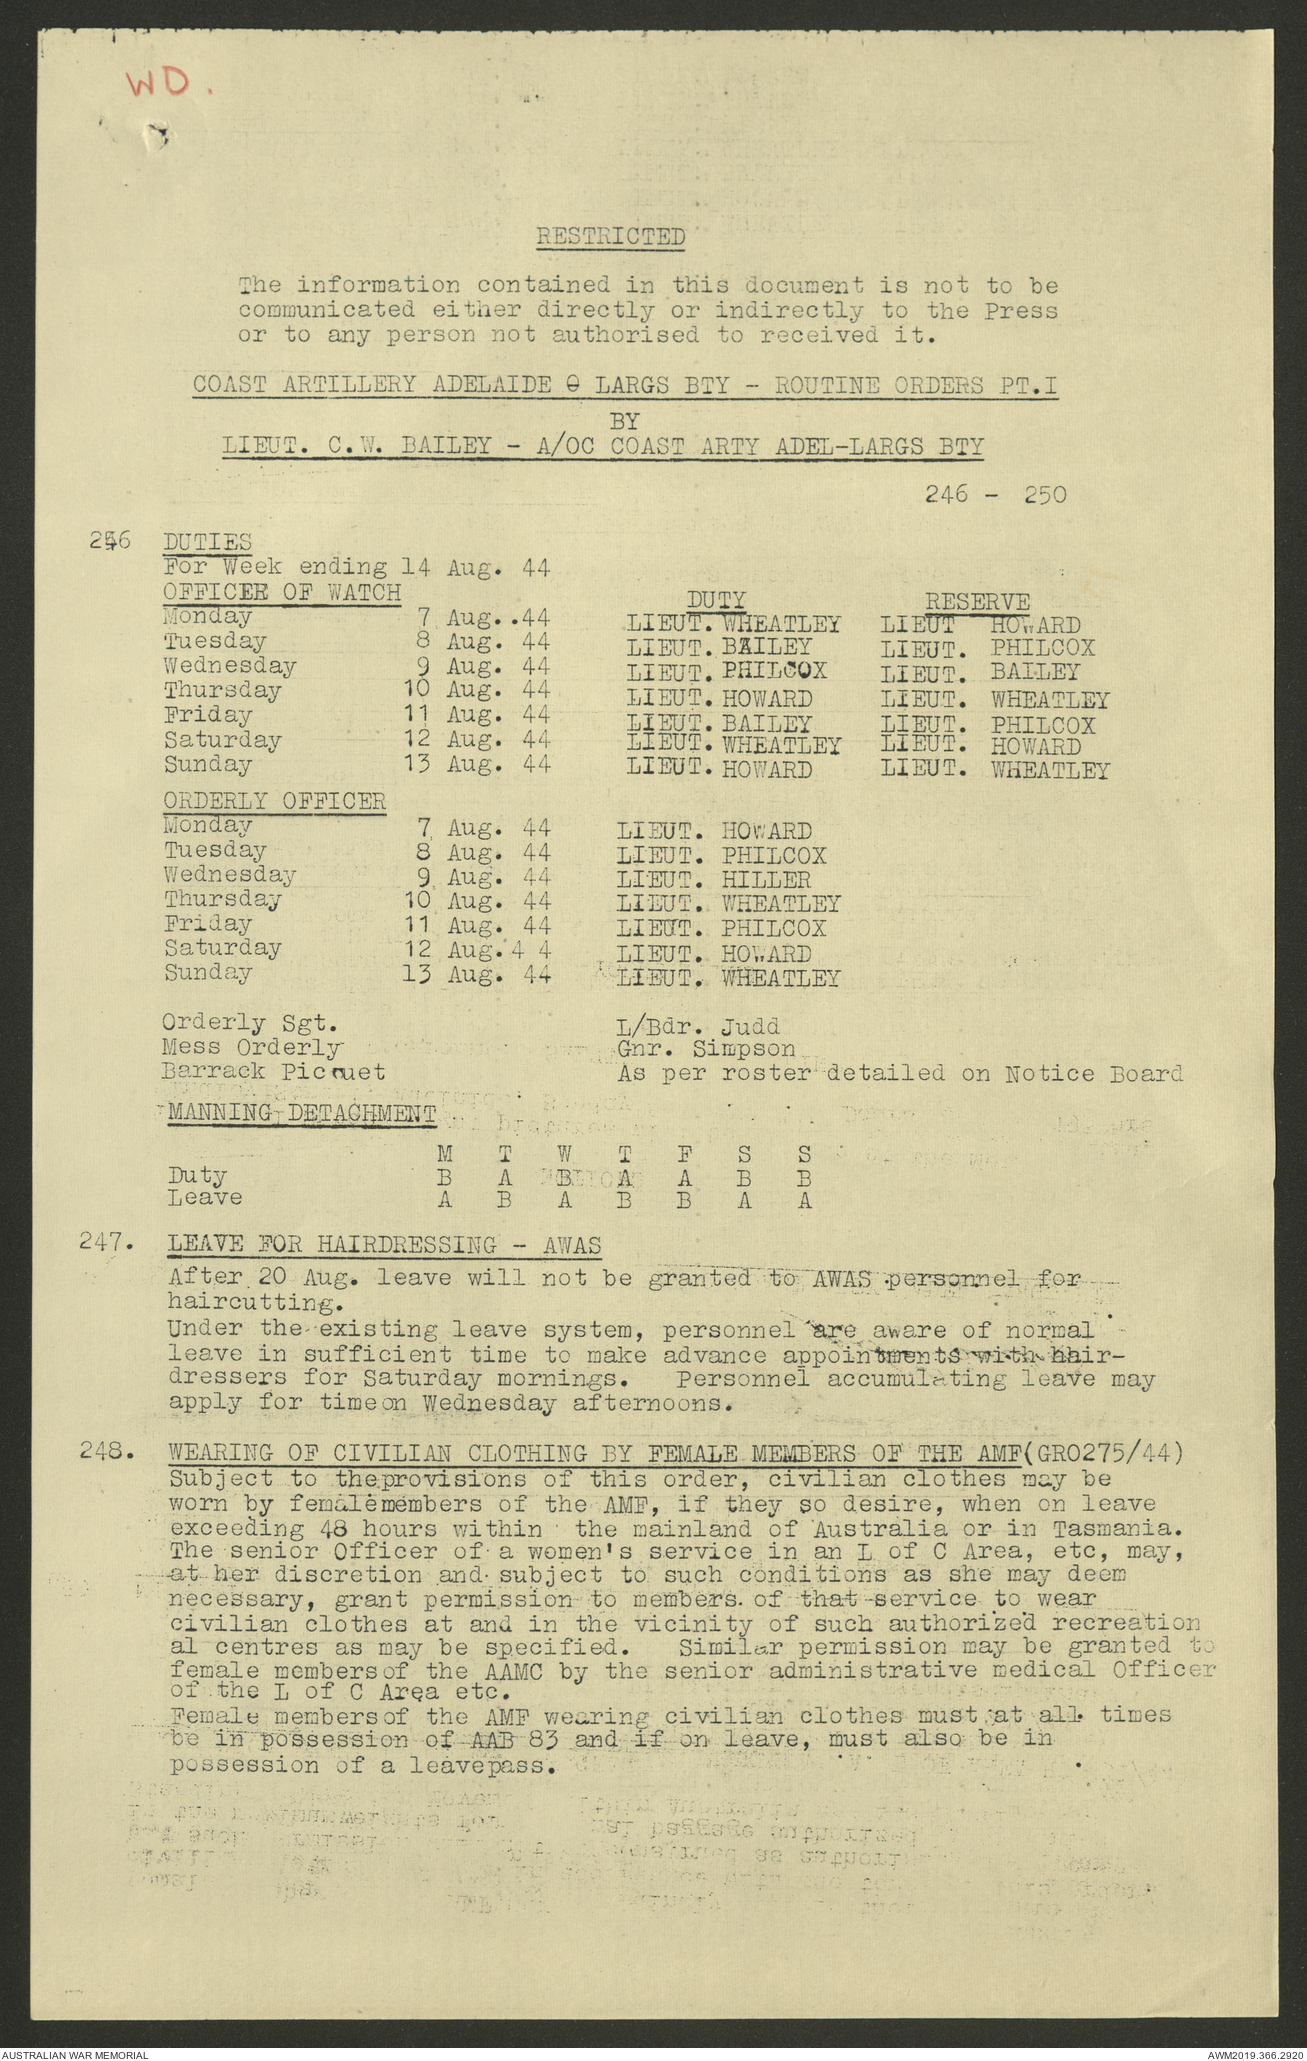 WD.
RESTRICTED
The information contained in this document is not to be
communicated either directly or indirectly to the Press
or to any person not authorised to received it.
COAST ARTILLERY ADELAIDE 0 LARGS BTY - ROUTINE ORDERS PT.I
BY
LIEUT. C.W. BAILEY - A/OC COAST ARTY ADEL-LARGS BTY
246 - 250
246 DUTIES
For Week ending 14 Aug. 44
OFFICER OF WATCH DUTY RESERVE
Monday 7 Aug. .44 LIEUT. WHEATLEY LIEUT HOWARD
Tuesday 8 Aug. 44 LIEUT. BAILEY LIEUT. PHILCOX
Wednesday 9 Aug. 44 LIEUT. PHILCOX LIEUT. BAILEY
Thursday 10 Aug. 44 LIEUT. HOWARD LIEUT. WHEATLEY
Friday 11 Aug. 44 LIEUT. BAILEY LIEUT. PHILCOX
Saturday 12 Aug. 44 LIEUT. WHEATLEY LIEUT. HOWARD
Sunday 13 Aug. 44 LIEUT. HOWARD LIEUT. WHEATLEY
ORDERLY OFFICER
Monday 7 Aug. 44 LIEUT. HOWARD
Tuesday 8 Aug. 44 LIEUT. PHILCOX
Wednesday 9 Aug. 44 LIEUT. HILLER
Thursday 10 Aug. 44 LIEUT. WHEATLEY
Friday 11 Aug. 44 LIEUT. PHILCOX
Saturday 12 Aug. 4 4 LIEUT. HOWARD
Sunday 13 Aug. 44 LIEUT. WHEATLEY
Orderly Sgt. L/Bdr. Judd
Mess Orderly Gnr. Simpson
Barrack Picquet As per roster detailed on Notice Board
MANNING DETACHMENT
M T W T F S S
Duty B A B A A B B
Leave A B A B B A A
247. LEAVE FOR HAIRDRESSING - AWAS
After 20 Aug. leave will not be granted to AWAS personnel for
haircutting.
Under the existing leave system, personnel are aware of normal
leave in sufficient time to make advance appointments with hair-
dressers for Saturday mornings. Personnel accumulating leave may
apply for time on Wednesday afternoons.
248. WEARING OF CIVILIAN CLOTHING BY FEMALE MEMBERS OF THE AMF(GRO275/44)
Subject to theprovisions of this order, civilian clothes may be
worn by femalemembers of the AMF, if they so desire, when on leave
exceeding 48 hours within the mainland of Australia or in Tasmania.
The senior Officer of a women's service in an L of C Area, etc, may,
at her discretion and subject to such conditions as she may deem
necessary, grant permission to members. of that service to wear
civilian clothes at and in the vicinity of such authorized recreation
al centres as may be specified. Similar permission may be granted to
female members of the AAMC by the senior administrative medical Officer
of the L of C Area etc.
Female members of the AMF wearing civilian clothes must at all times
be in possession of AAB 83 and if on leave, must also be in
possession of a leavepass.
AUSTRALIAN WAR MEMORIAL AWM2019.366.2920